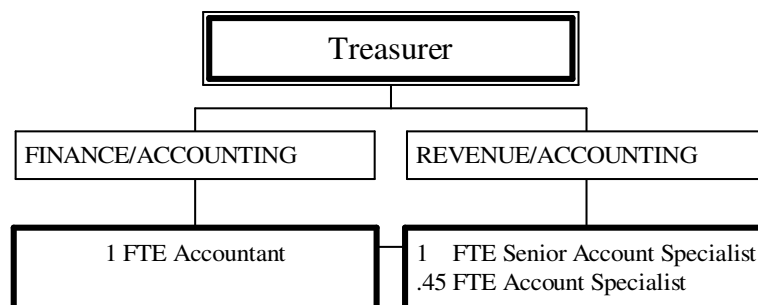 Treasurer
FINANCE/ACCOUNTING
REVENUE/ACCOUNTING
1 FTE Accountant
1 FTE Senior Account Specialist
.45 FTE Account Specialist